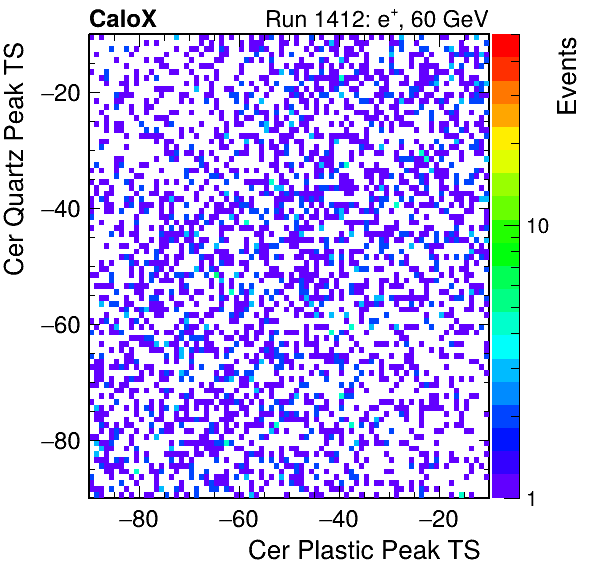 CaloX Run 1412: e⁺, 60 GeV
Cer Quartz Peak TS
−20
−40
−60
−80
−80 −60 −40 −20
Cer Plastic Peak TS
Events
10
1